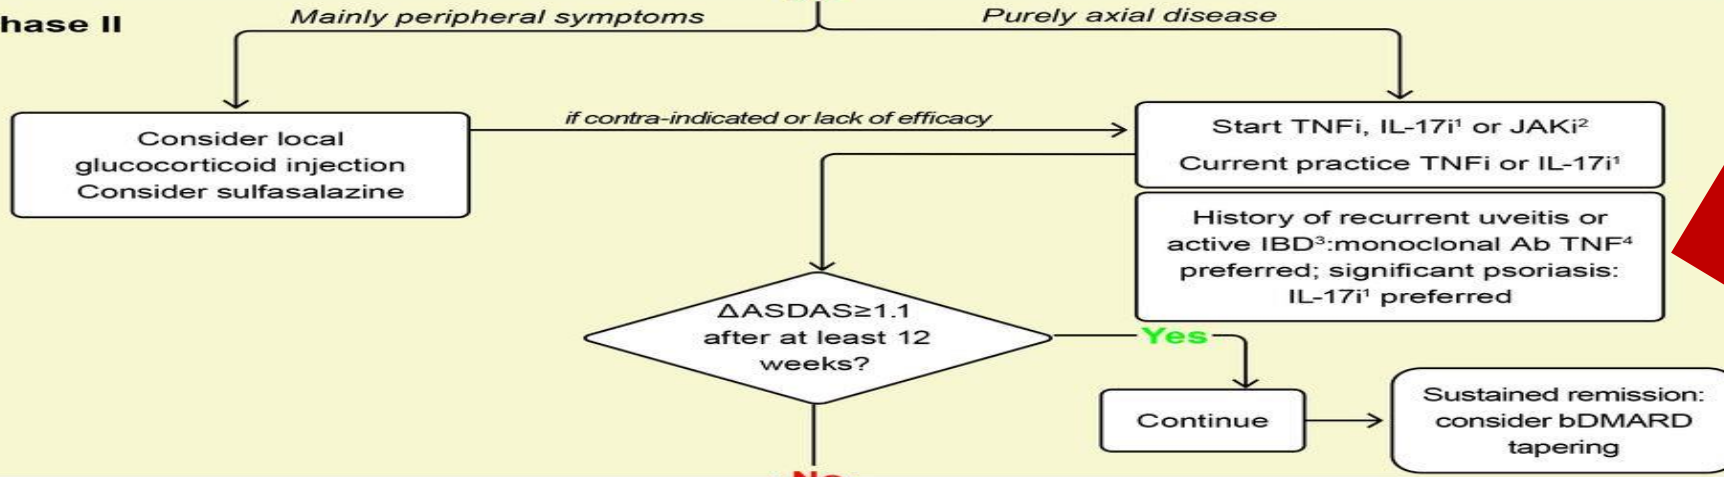 hase II
Mainly peripheral symptoms
Purely axial disease
Consider local
glucocorticoid injection
Consider sulfasalazine
if contra-indicated or lack of efficacy
Start TNFi, IL-17i¹ or JAKi²
Current practice TNFi or IL-17i¹
History of recurrent uveitis or
active IBD³:monoclonal Ab TNF⁴
preferred; significant psoriasis:
IL-17i¹ preferred
ΔASDAS≥1.1
after at least 12
weeks?
Yes
Continue
Sustained remission:
consider bDMARD
tapering
No